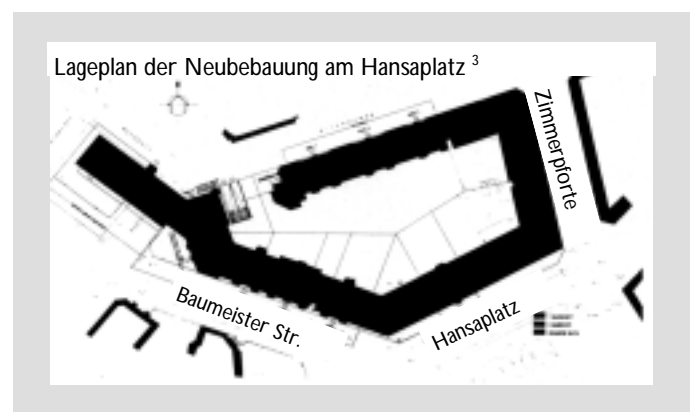 Lageplan der Neubebauung am Hansaplatz ³
Zimmerpforte
Baumeister Str.
Hansaplatz